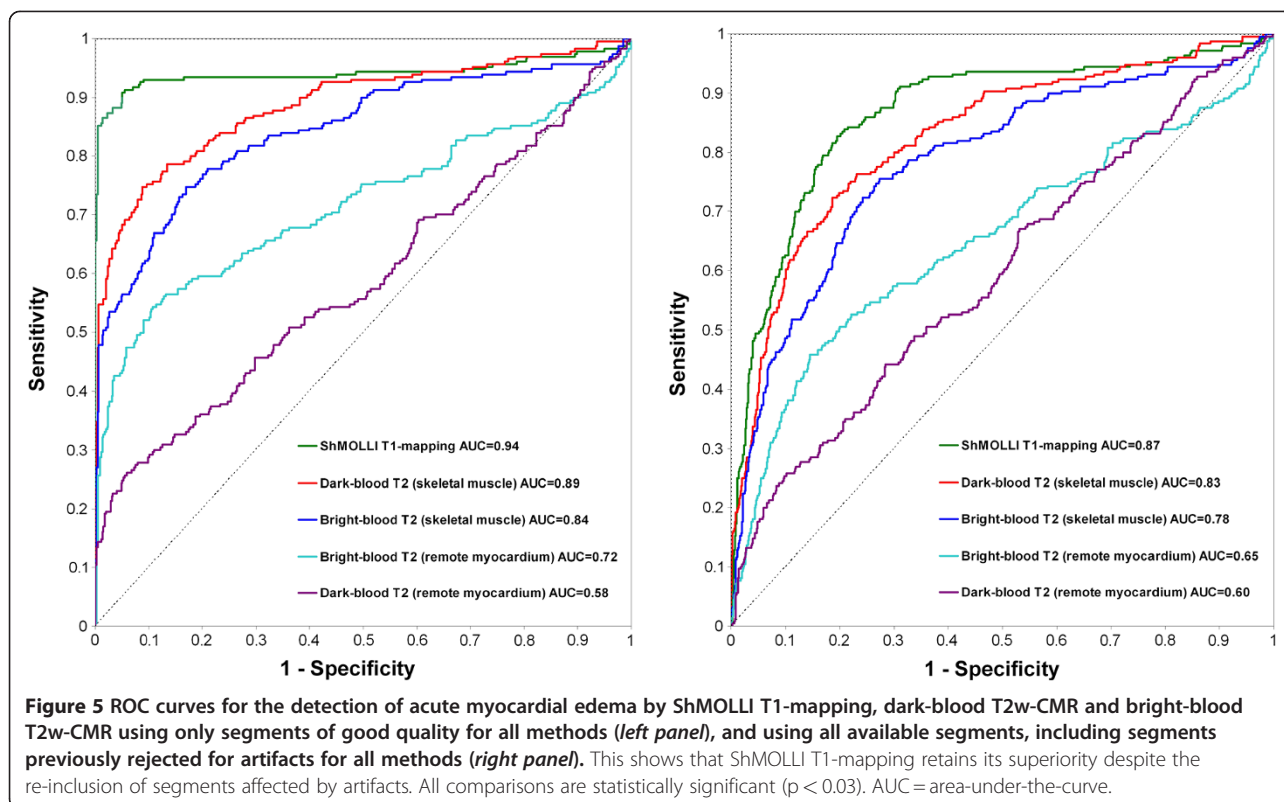 1
0.9
0.8
0.7
0.6
0.5
0.4
0.3
0.2
0.1
0
Sensitivity
ShMOLLI T1-mapping AUC=0.94
Dark-blood T2 (skeletal muscle) AUC=0.89
Bright-blood T2 (skeletal muscle) AUC=0.84
Bright-blood T2 (remote myocardium) AUC=0.72
Dark-blood T2 (remote myocardium) AUC=0.58
0 0.1 0.2 0.3 0.4 0.5 0.6 0.7 0.8 0.9 1
1 - Specificity
1
0.9
0.8
0.7
0.6
0.5
0.4
0.3
0.2
0.1
0
Sensitivity
ShMOLLI T1-mapping AUC=0.87
Dark-blood T2 (skeletal muscle) AUC=0.83
Bright-blood T2 (skeletal muscle) AUC=0.78
Bright-blood T2 (remote myocardium) AUC=0.65
Dark-blood T2 (remote myocardium) AUC=0.60
0 0.1 0.2 0.3 0.4 0.5 0.6 0.7 0.8 0.9 1
1 - Specificity
Figure 5 ROC curves for the detection of acute myocardial edema by ShMOLLI T1-mapping, dark-blood T2w-CMR and bright-blood
T2w-CMR using only segments of good quality for all methods (left panel), and using all available segments, including segments
previously rejected for artifacts for all methods (right panel). This shows that ShMOLLI T1-mapping retains its superiority despite the
re-inclusion of segments affected by artifacts. All comparisons are statistically significant (p < 0.03). AUC = area-under-the-curve.